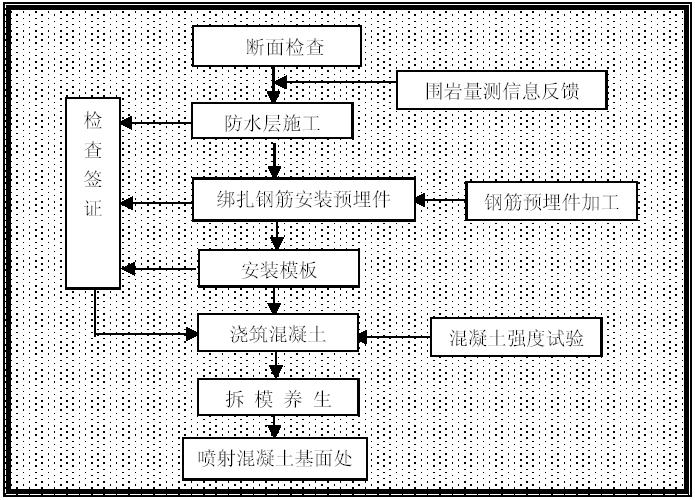 断面检查
围岩量测信息反馈
检查签证
防水层施工
绑扎钢筋安装预埋件
钢筋预埋件加工
安装模板
浇筑混凝土
混凝土强度试验
拆模养生
喷射混凝土基面处